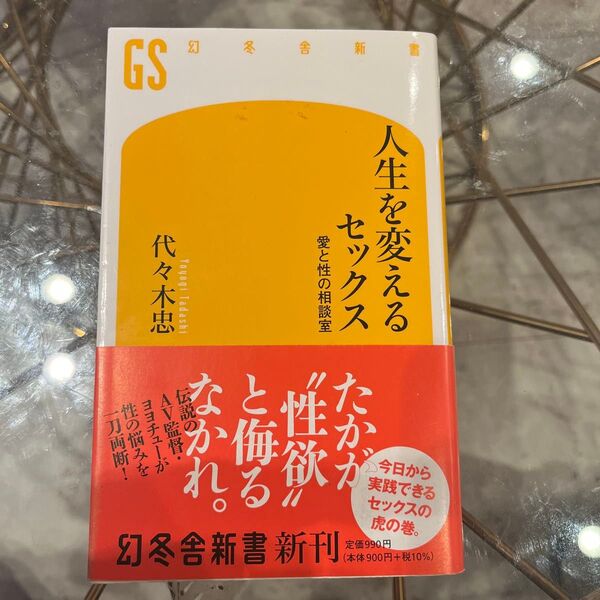 GS
幻冬舎新書
人生を変える
セックス
愛と性の相談室
代々木忠
Yoyogi Tadashi
たかが
“性欲”
と侮る
なかれ。
伝説の
AV監督・
ヨヨチューが
性の悩みを
一刀両断!
今日から
実践できる
セックスの
虎の巻。
幻冬舎新書 新刊
定価990円
(本体900円+税10%)